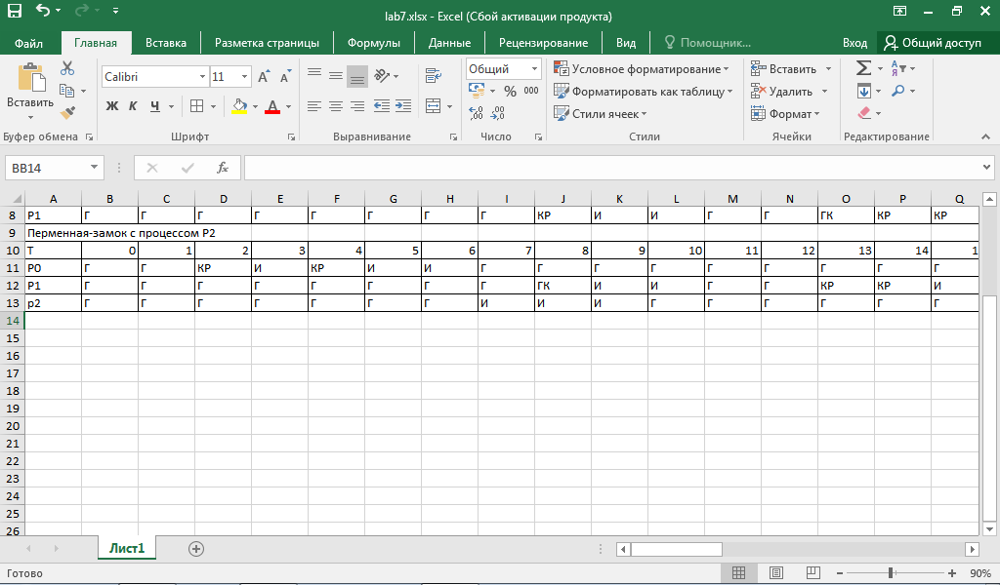 lab7.xlsx - Excel (Сбой активации продукта)
Файл Главная Вставка Разметка страницы Формулы Данные Рецензирование Вид Помощник... Вход Общий доступ
Вставить Calibri 11 Общий Условное форматирование Вставить
Ж К Ч % 000 Форматировать как таблицу Удалить
Стили ячеек Формат
Буфер обмена Шрифт Выравнивание Число Стили Ячейки Редактирование
BB14 fx
A B C D E F G H I J K L M N O P Q
8 P1 Г Г Г Г Г Г Г Г КР И И Г Г ГК КР КР
9 Перменная-замок с процессом P2
10 T 0 1 2 3 4 5 6 7 8 9 10 11 12 13 14 1
11 P0 Г Г КР И КР И И Г Г Г Г Г Г Г Г Г
12 P1 Г Г Г Г Г Г Г Г ГК И И Г Г КР КР И
13 p2 Г Г Г Г Г Г Г И И И Г Г Г Г Г Г
14
15
16
17
18
19
20
21
22
23
24
25
26
Лист1
Готово 90%